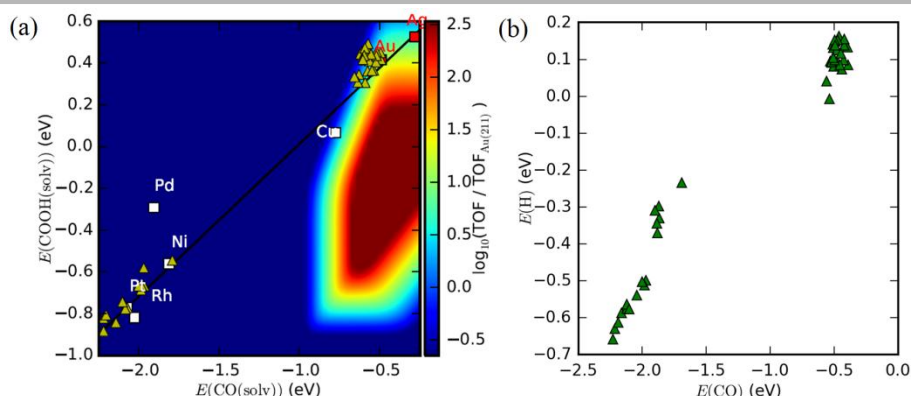 (a)
0.6
0.4
0.2
0.0
−0.2
−0.4
−0.6
−0.8
−1.0
E(COOH(solv)) (eV)
−2.0
−1.5
−1.0
−0.5
E(CO(solv)) (eV)
Ag
Au
Cu
Pd
Ni
Pt
Rh
2.5
2.0
1.5
1.0
0.5
0.0
−0.5
log10(TOF / TOFAu(211))
(b)
0.2
0.1
0.0
−0.1
−0.2
−0.3
−0.4
−0.5
−0.6
−0.7
E(H) (eV)
−2.5
−2.0
−1.5
−1.0
−0.5
0.0
E(CO) (eV)